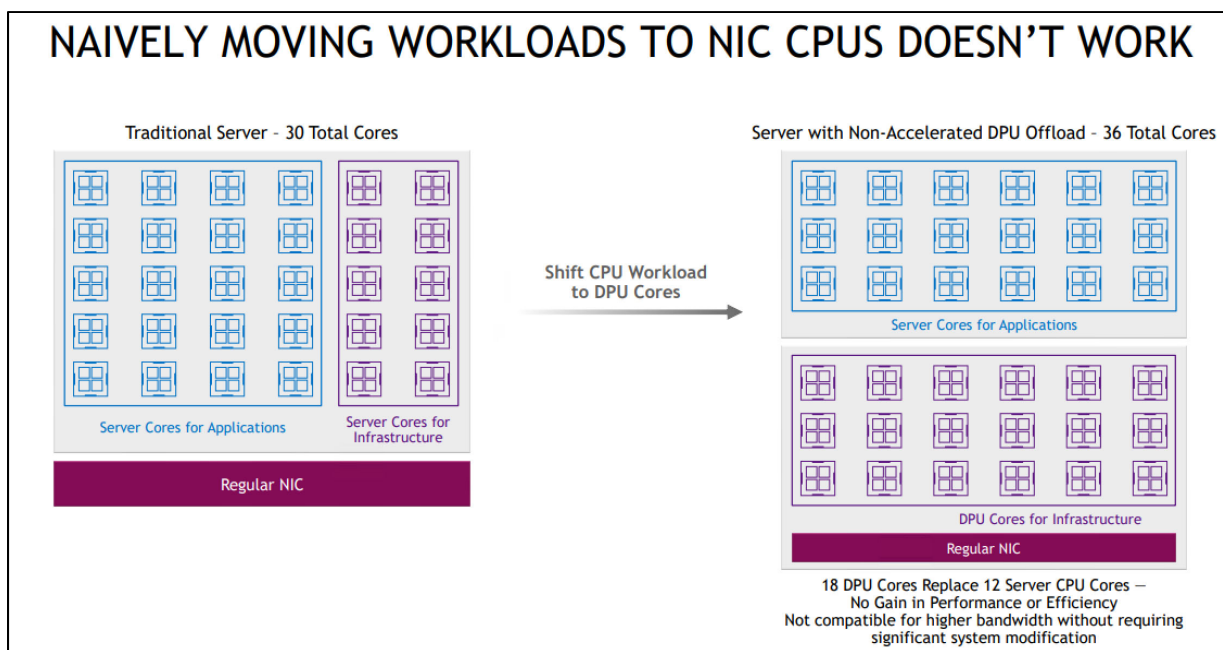 NAIVELY MOVING WORKLOADS TO NIC CPUS DOESN'T WORK
Traditional Server – 30 Total Cores
Server Cores for Applications
Server Cores for
Infrastructure
Regular NIC
Shift CPU Workload
to DPU Cores
Server with Non-Accelerated DPU Offload – 36 Total Cores
Server Cores for Applications
DPU Cores for Infrastructure
Regular NIC
18 DPU Cores Replace 12 Server CPU Cores —
No Gain in Performance or Efficiency
Not compatible for higher bandwidth without requiring
significant system modification